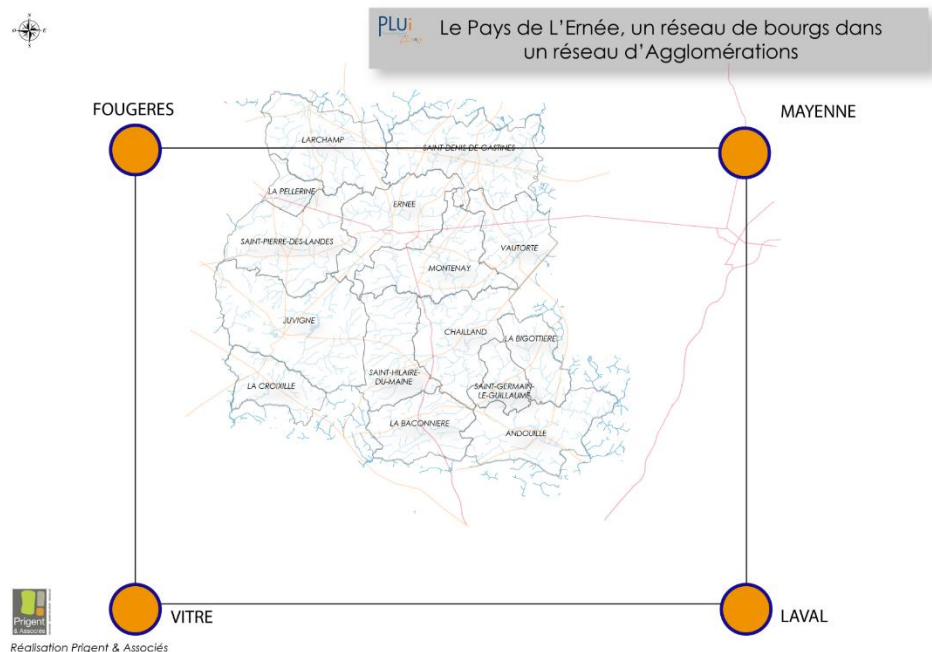 PLUi Le Pays de L'Ernée, un réseau de bourgs dans
un réseau d'Agglomérations
FOUGERES
MAYENNE
LARCHAMP
SAINT DENIS DE GASTINES
LA PELLERINE
ERNEE
SAINT-PIERRE-DES-LANDES
VAUTORTE
MONTENAY
JUVIGNE
CHAILLAND
LA BIGOTTIERE
SAINT-HILAIRE-
DU-MAINE
LA CROIXILLE
SAINT-GERMAIN-
LE-GUILLAUME
LA BACONNIERE
ANDOUILLE
VITRE
LAVAL
Prigent
& Associés
Réalisation Prigent & Associés